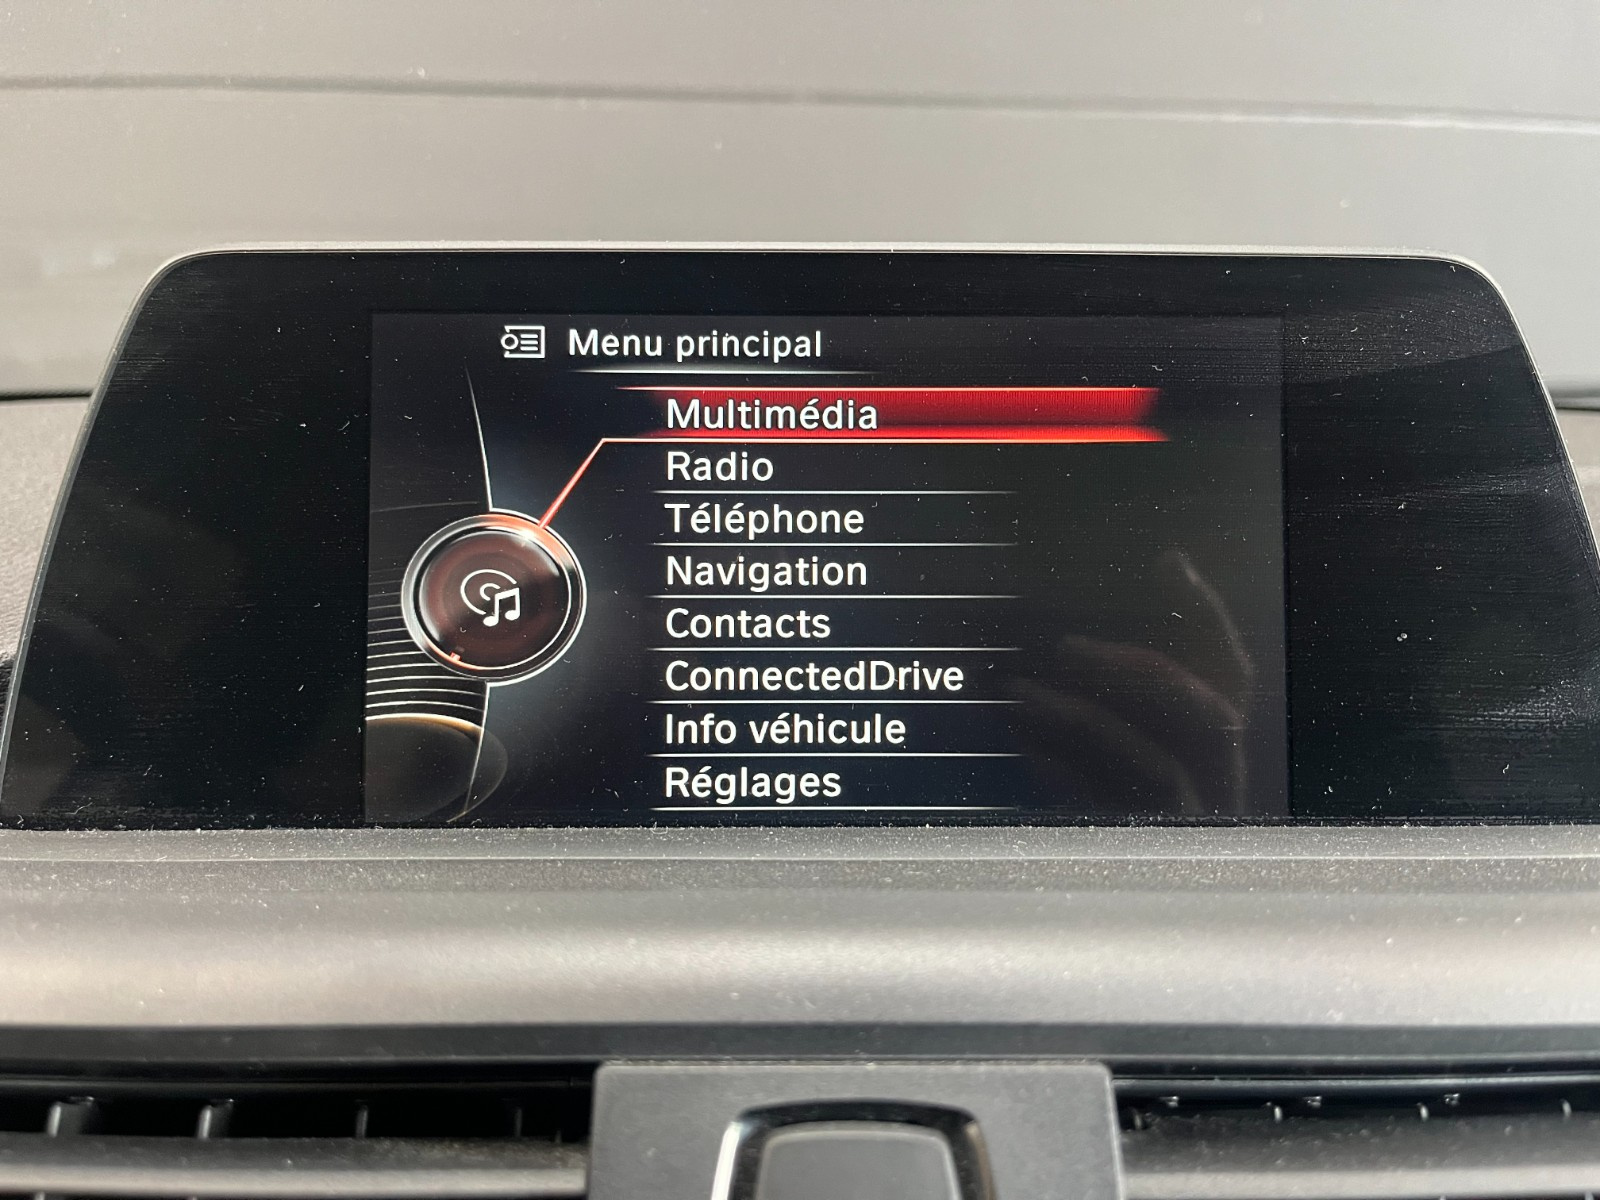 Menu principal
Multimédia
Radio
Téléphone
Navigation
Contacts
ConnectedDrive
Info véhicule
Réglages